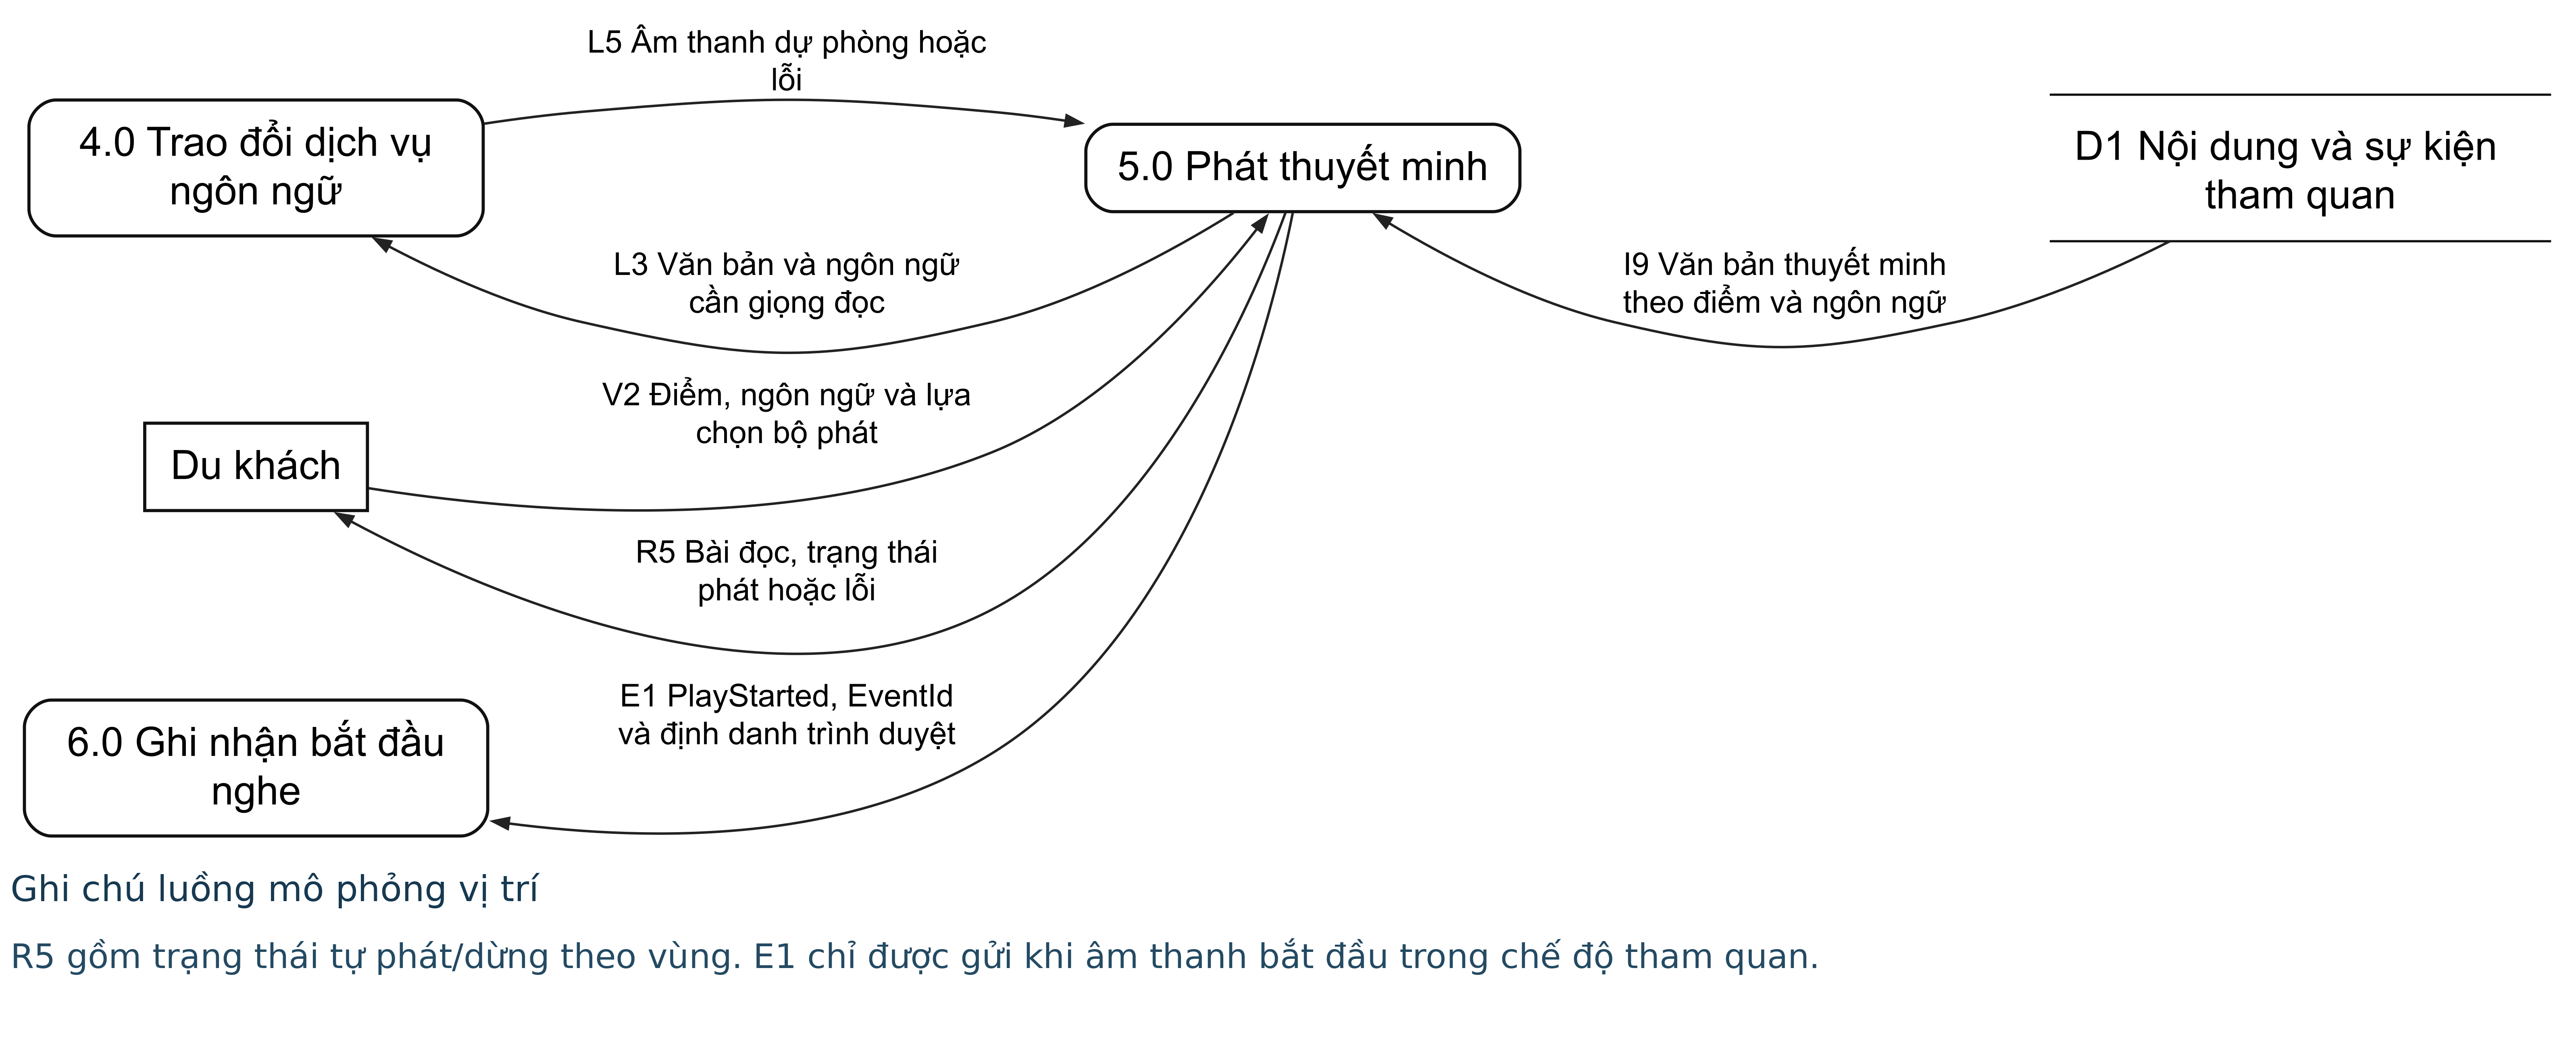 L5 Âm thanh dự phòng hoặc
lỗi
4.0 Trao đổi dịch vụ
ngôn ngữ
5.0 Phát thuyết minh
D1 Nội dung và sự kiện
tham quan
L3 Văn bản và ngôn ngữ
cần giọng đọc
I9 Văn bản thuyết minh
theo điểm và ngôn ngữ
V2 Điểm, ngôn ngữ và lựa
chọn bộ phát
Du khách
R5 Bài đọc, trạng thái
phát hoặc lỗi
E1 PlayStarted, EventId
và định danh trình duyệt
6.0 Ghi nhận bắt đầu
nghe
Ghi chú luồng mô phỏng vị trí
R5 gồm trạng thái tự phát/dừng theo vùng. E1 chỉ được gửi khi âm thanh bắt đầu trong chế độ tham quan.